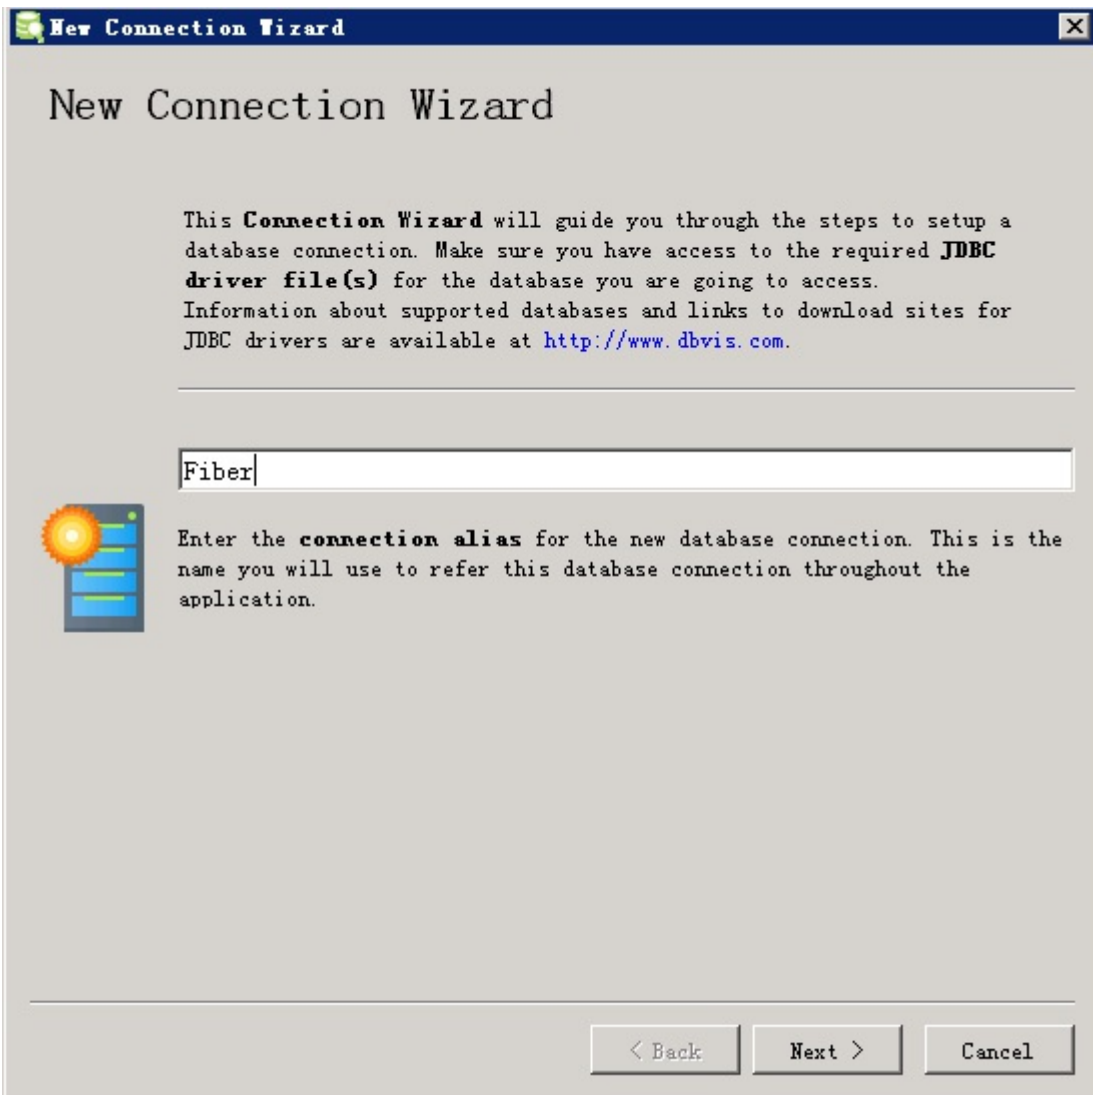 New Connection Wizard
New Connection Wizard
This Connection Wizard will guide you through the steps to setup a
database connection. Make sure you have access to the required JDBC
driver file(s) for the database you are going to access.
Information about supported databases and links to download sites for
JDBC drivers are available at http://www.dbvis.com.
Fiber
Enter the connection alias for the new database connection. This is the
name you will use to refer this database connection throughout the
application.
< Back Next > Cancel